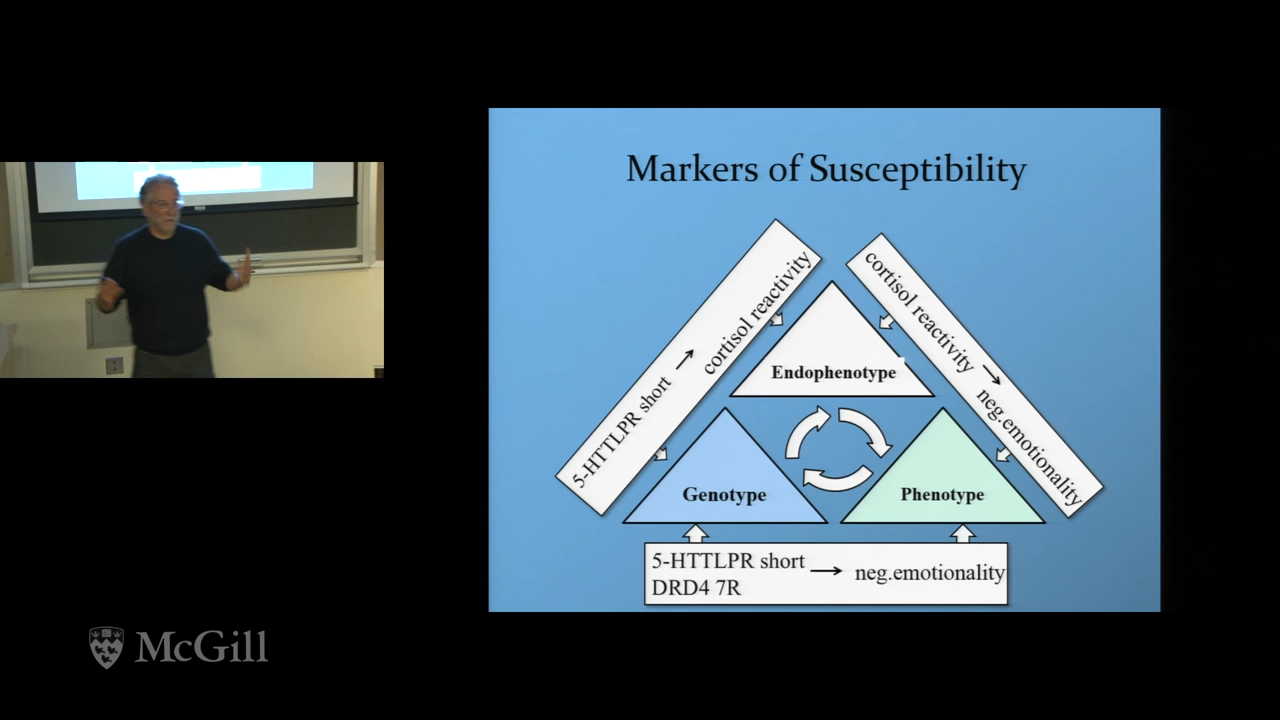 Markers of Susceptibility
5-HTTLPR short → cortisol reactivity
cortisol reactivity → neg.emotionality
Endophenotype
Genotype
Phenotype
5-HTTLPR short → neg.emotionality
DRD4 7R
McGill